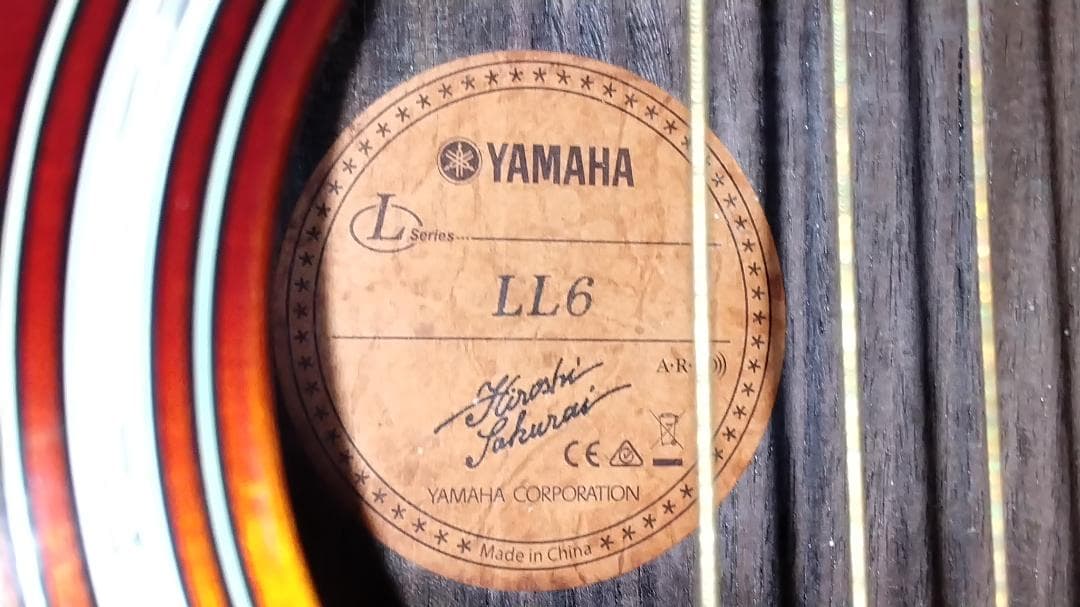 YAMAHA
L Series
LL6
A·R·
Hiroshi
Sakurai
CE
YAMAHA CORPORATION
Made in China